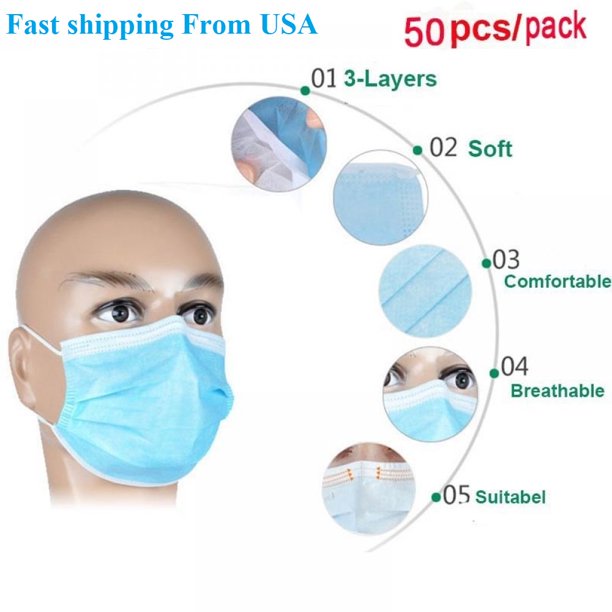 Fast shipping From USA
50pcs/pack
01 3-Layers
02 Soft
03
Comfortable
04
Breathable
05 Suitabel